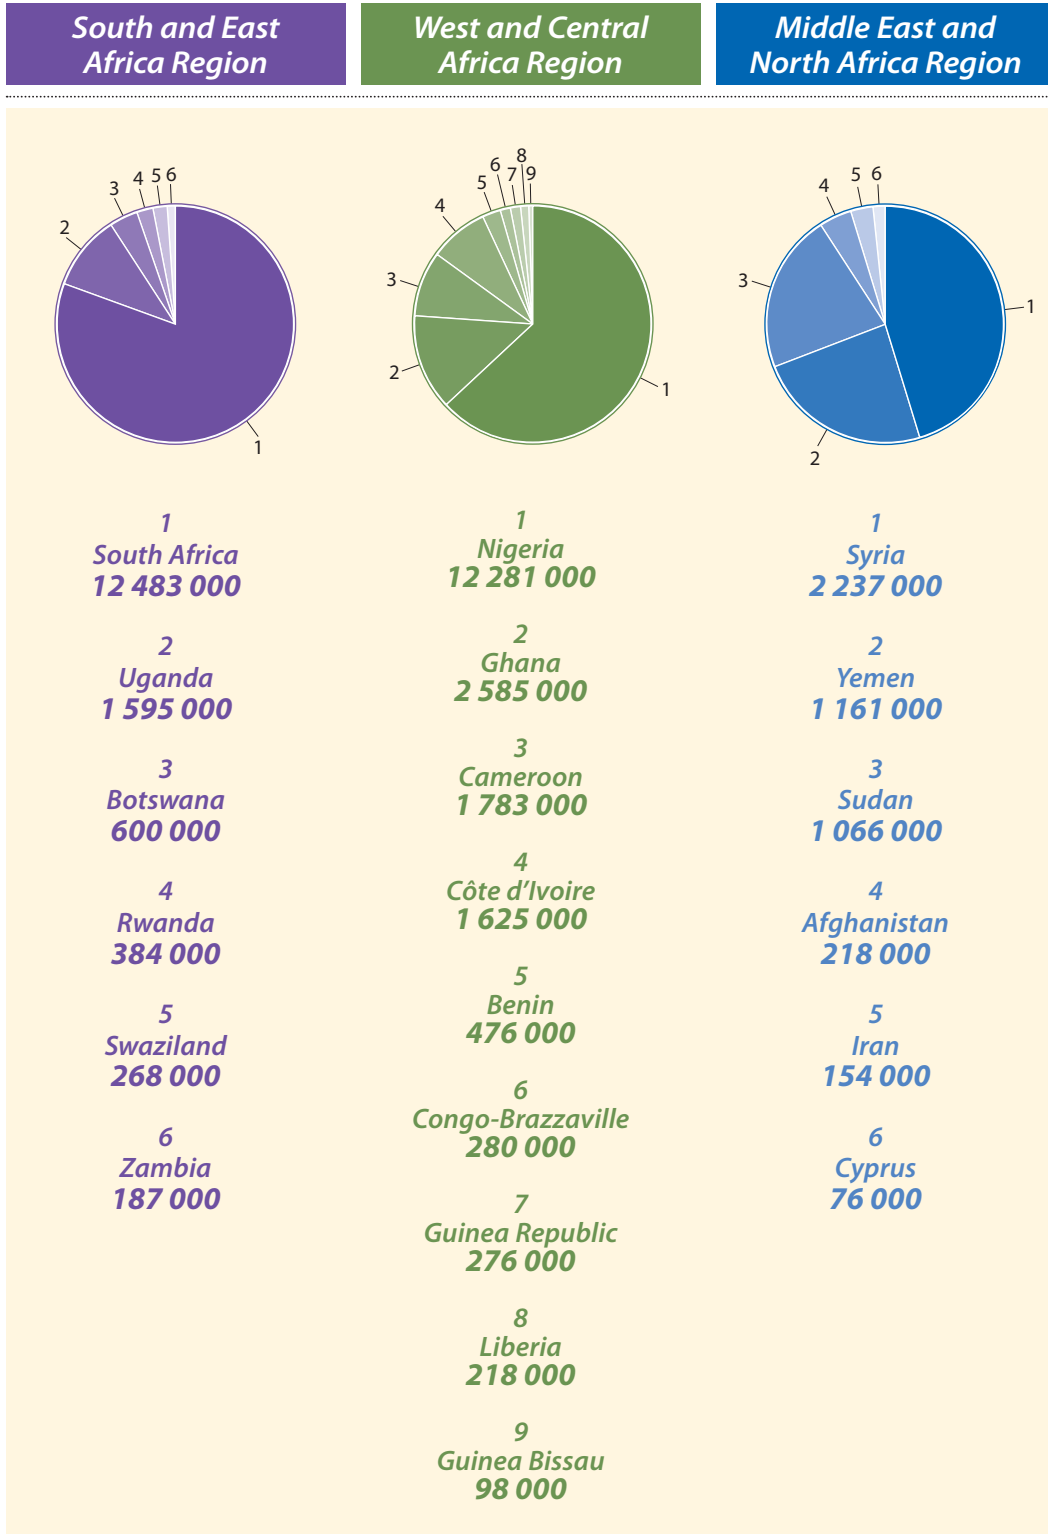 South and East
Africa Region
West and Central
Africa Region
Middle East and
North Africa Region
1
2
3
4
5
6
1
2
3
4
5
6
7
8
9
1
2
3
4
5
6
1
South Africa
12 483 000
2
Uganda
1 595 000
3
Botswana
600 000
4
Rwanda
384 000
5
Swaziland
268 000
6
Zambia
187 000
1
Nigeria
12 281 000
2
Ghana
2 585 000
3
Cameroon
1 783 000
4
Côte d’Ivoire
1 625 000
5
Benin
476 000
6
Congo-Brazzaville
280 000
7
Guinea Republic
276 000
8
Liberia
218 000
9
Guinea Bissau
98 000
1
Syria
2 237 000
2
Yemen
1 161 000
3
Sudan
1 066 000
4
Afghanistan
218 000
5
Iran
154 000
6
Cyprus
76 000